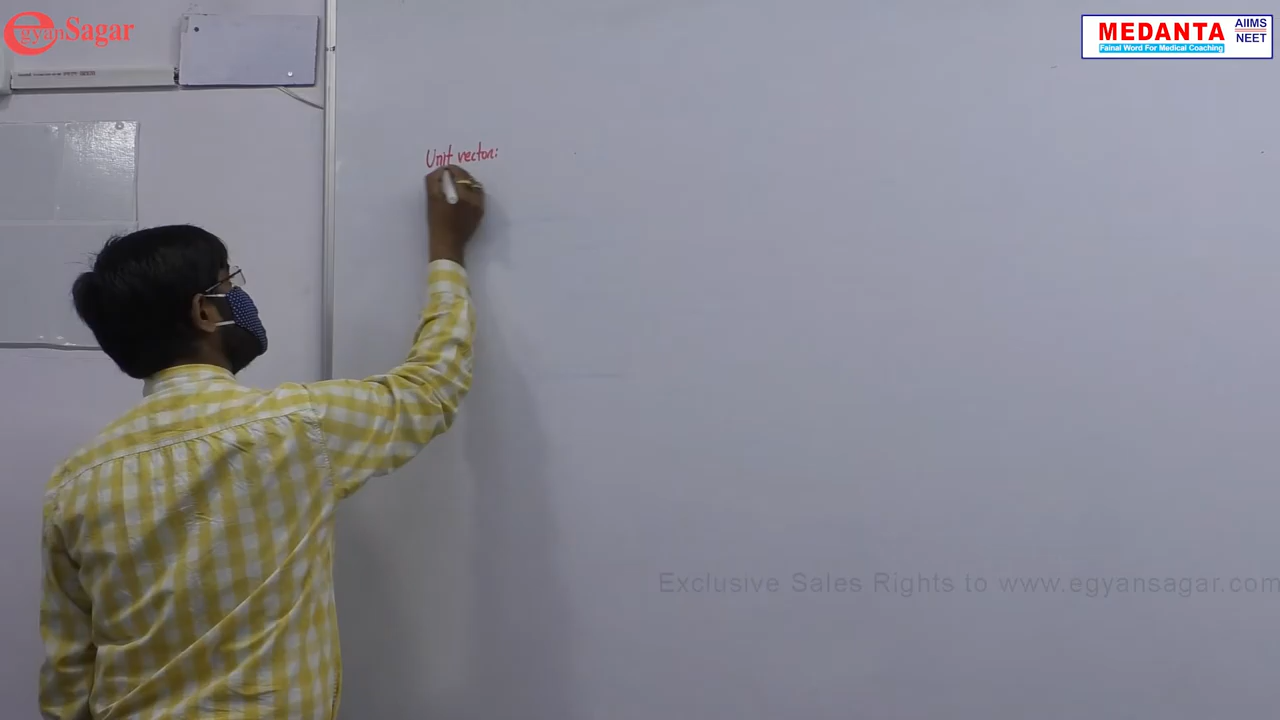 egyanSagar
MEDANTA
AIIMS
NEET
Fainal Word For Medical Coaching
Unit vector:
Exclusive Sales Rights to www.egyansagar.com